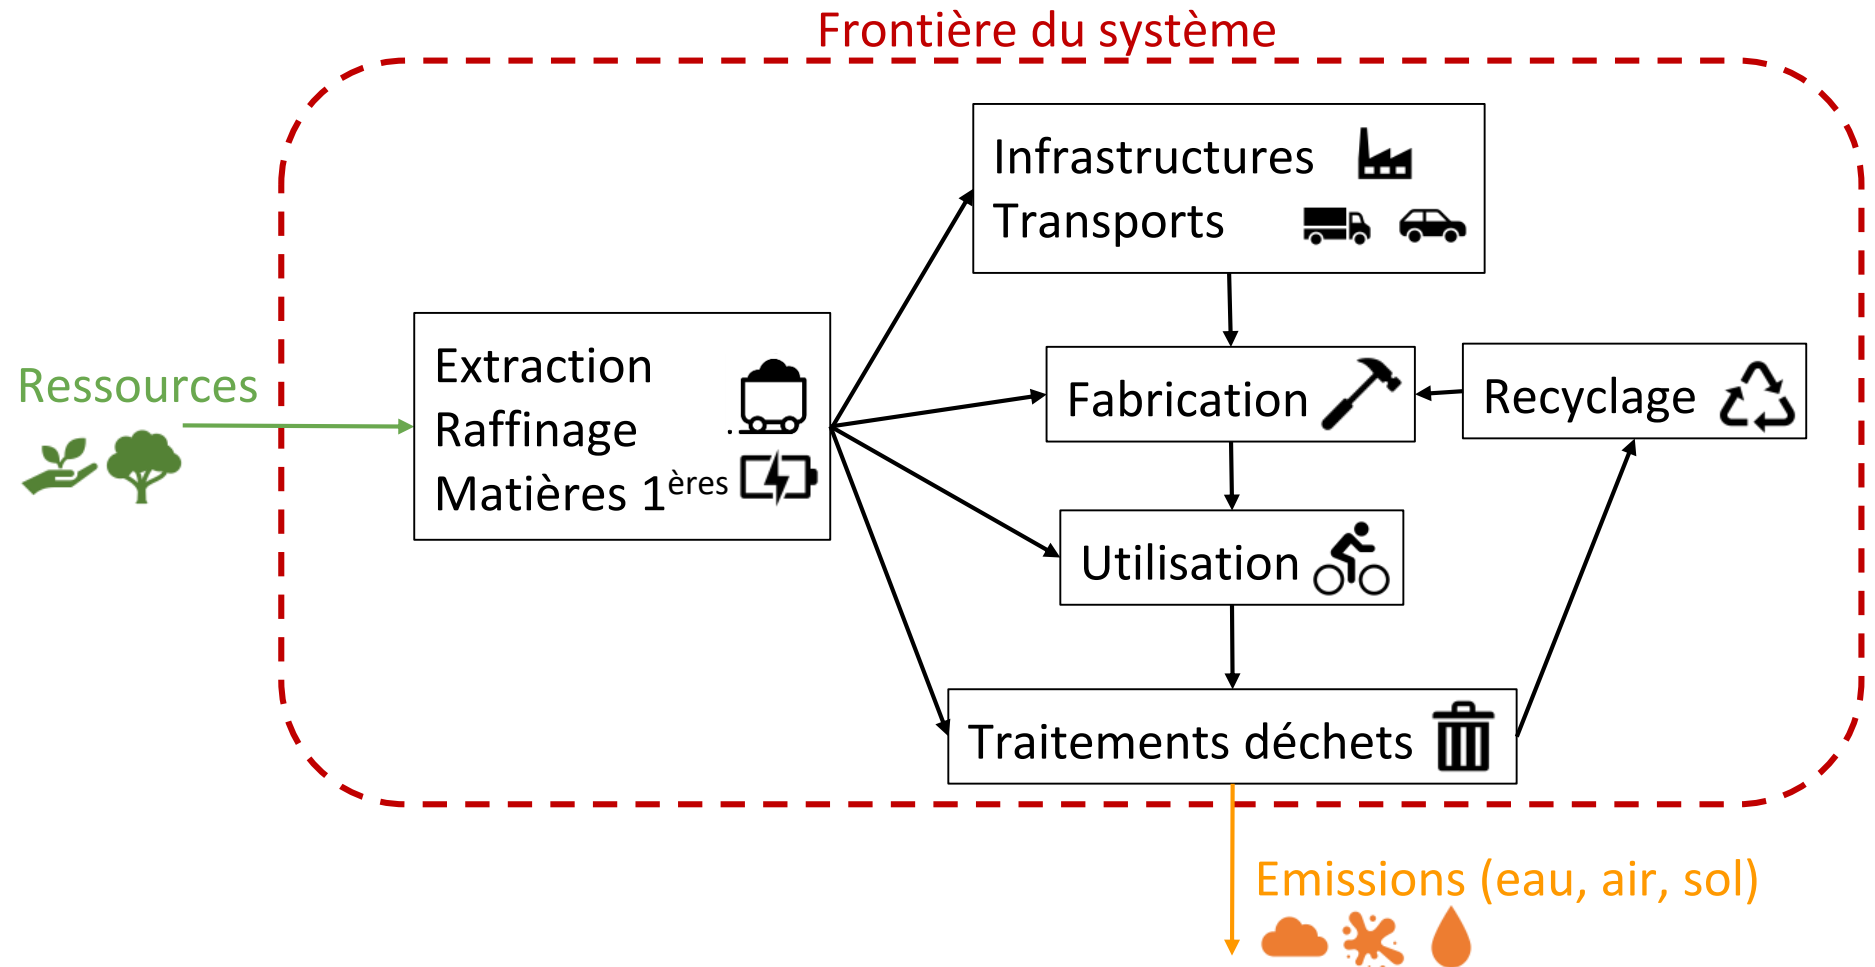 Frontière du système
Infrastructures
Transports
Extraction
Raffinage
Matières 1ères
Ressources
Fabrication
Recyclage
Utilisation
Traitements déchets
Emissions (eau, air, sol)